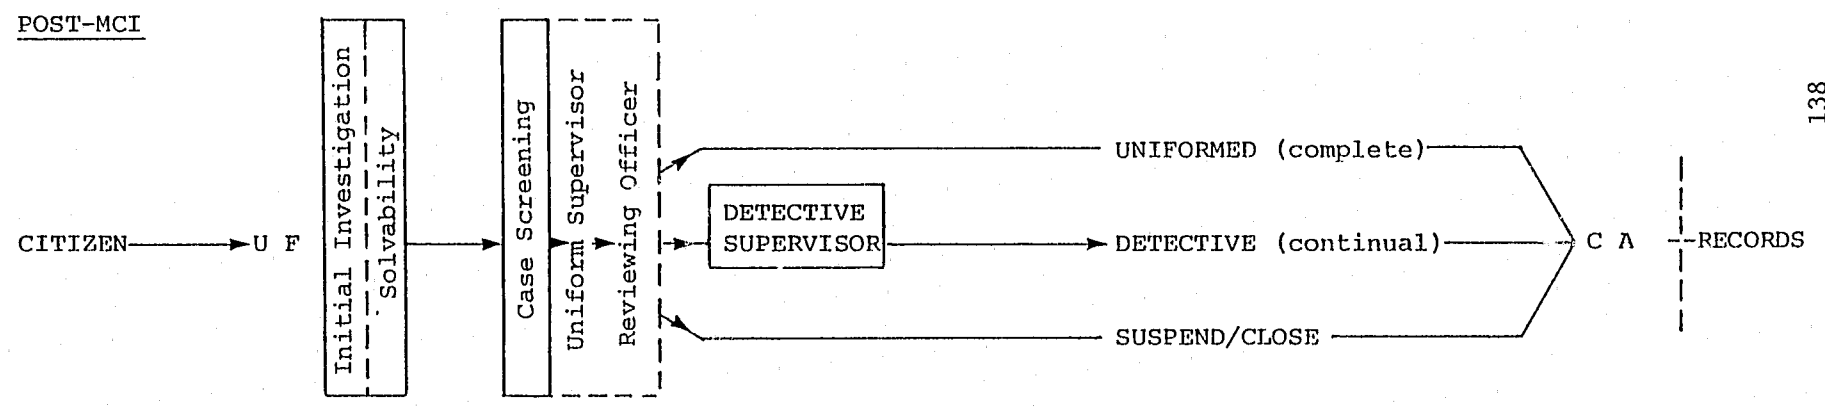 POST-MCI
138
CITIZEN
U F
Initial Investigation
Solvability
Case Screening
Uniform Supervisor
Reviewing Officer
UNIFORMED (complete)
DETECTIVE
SUPERVISOR
DETECTIVE (continual)
SUSPEND/CLOSE
C A
RECORDS